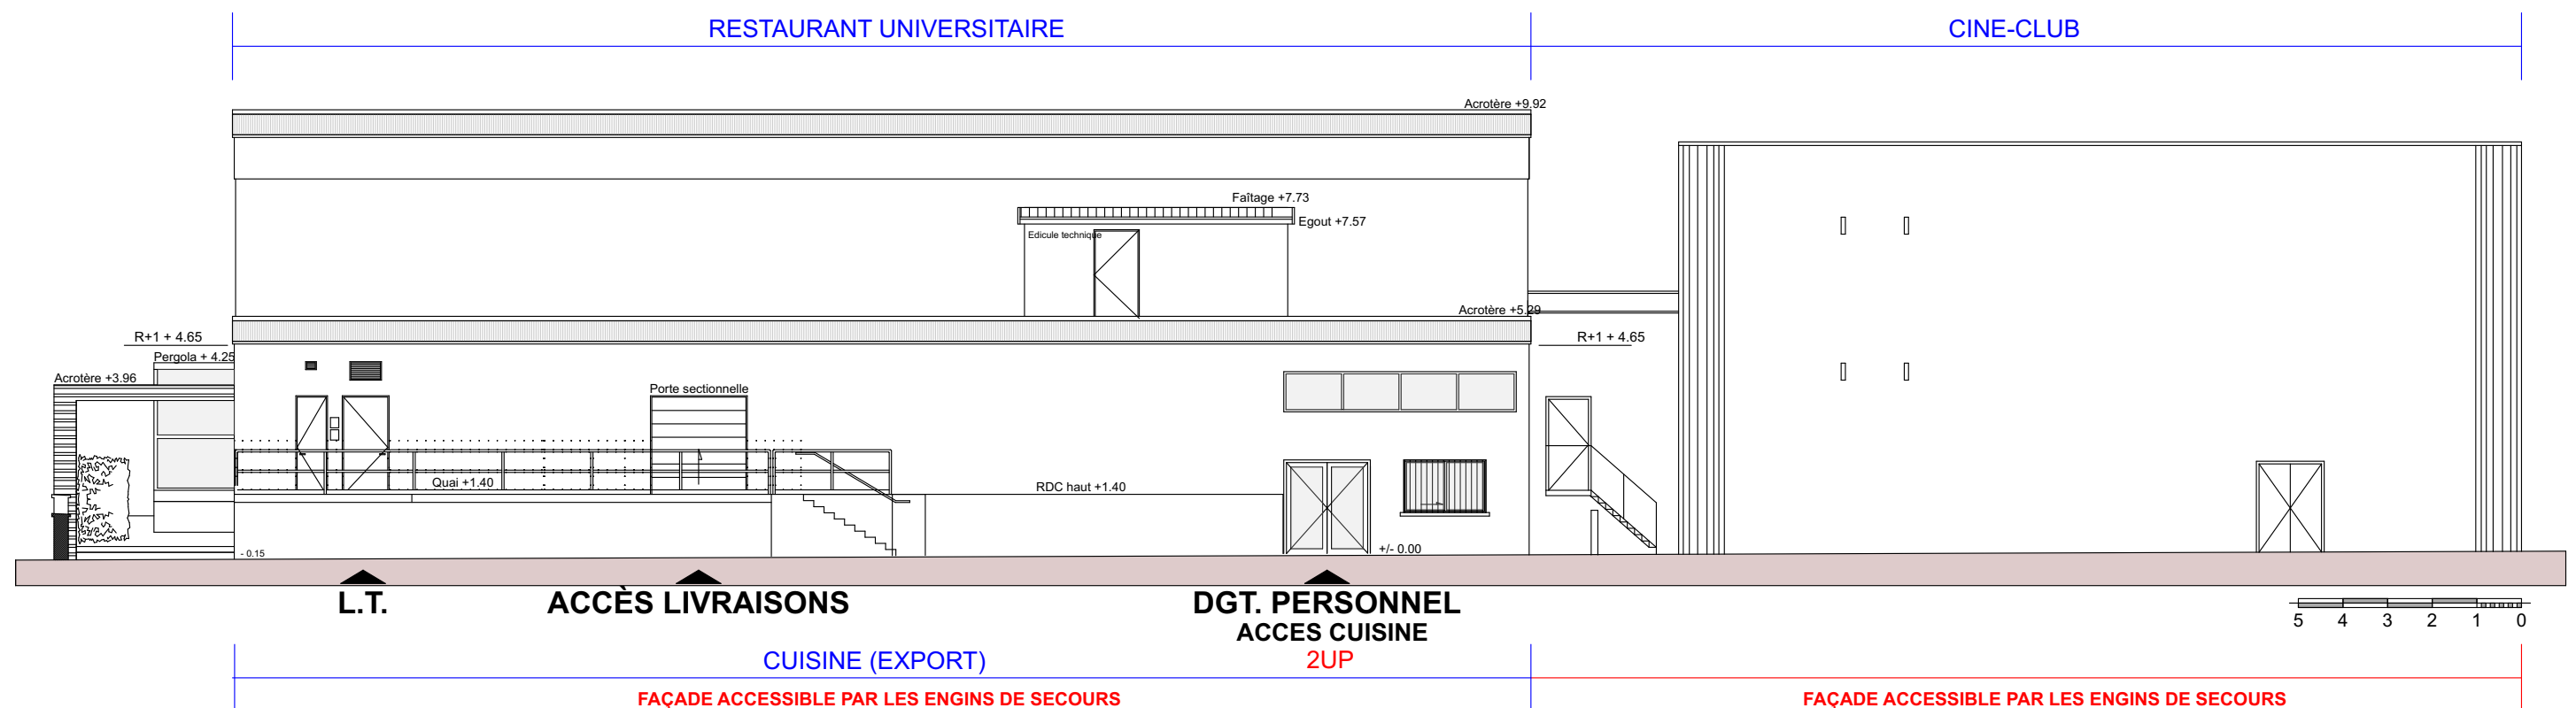 RESTAURANT UNIVERSITAIRE
CINE-CLUB
Acrotère +9.92
Faîtage +7.73
Egout +7.57
Edicule technique
Acrotère +5.29
R+1 + 4.65
R+1 + 4.65
Pergola + 4.25
Acrotère +3.96
Porte sectionnelle
Quai +1.40
RDC haut +1.40
- 0.15
+/- 0.00
L.T.
ACCÈS LIVRAISONS
DGT. PERSONNEL
ACCES CUISINE
5 4 3 2 1 0
CUISINE (EXPORT)
2UP
FAÇADE ACCESSIBLE PAR LES ENGINS DE SECOURS
FAÇADE ACCESSIBLE PAR LES ENGINS DE SECOURS